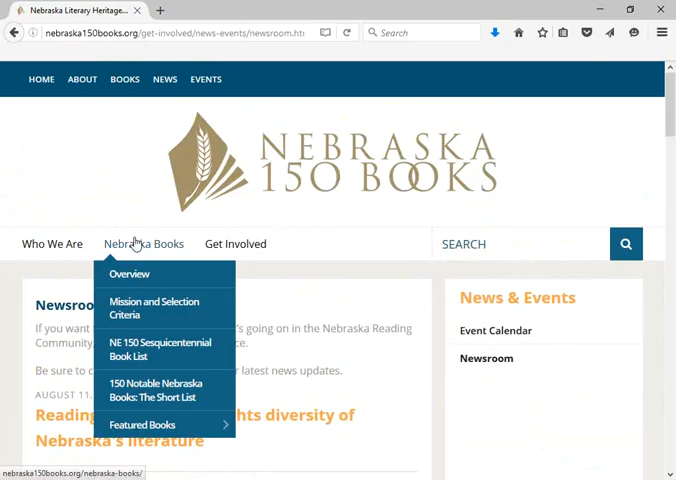 Nebraska Literary Heritage...
nebraska150books.org/get-involved/news-events/newsroom.htm
Search
HOME
ABOUT
BOOKS
NEWS
EVENTS
NEBRASKA
150 BOOKS
Who We Are
Nebraska Books
Get Involved
SEARCH
Overview
Mission and Selection
Criteria
NE 150 Sesquicentennial
Book List
150 Notable Nebraska
Books: The Short List
Featured Books
If you want
's going on in the Nebraska Reading
Community,
ce.
Be sure to c
latest news updates.
AUGUST 11,
Reading
hts diversity of
Nebraska's literature
News & Events
Event Calendar
Newsroom
nebraska150books.org/nebraska-books/